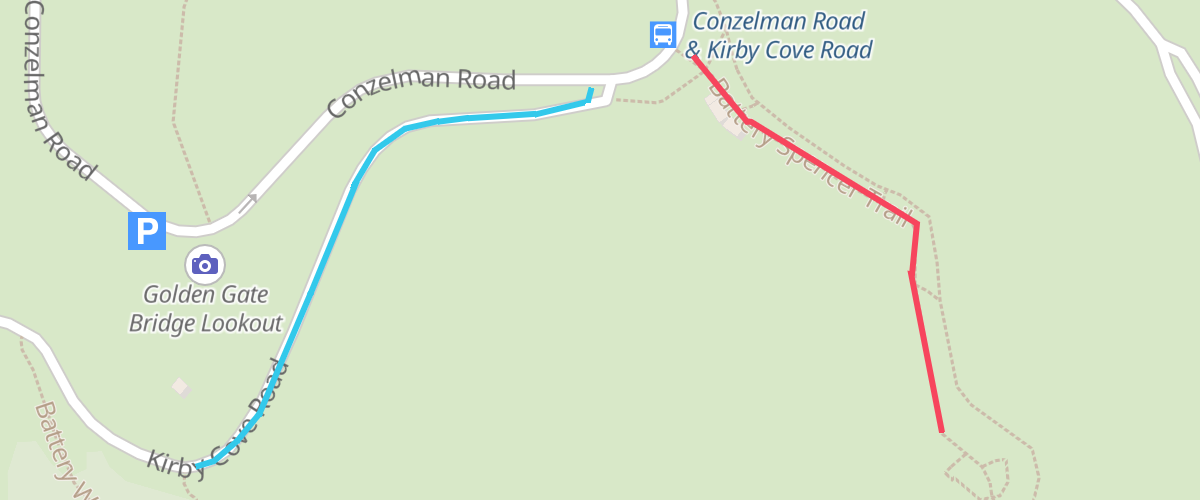 Conzelman Road
& Kirby Cove Road
Conzelman Road
Conzelman Road
Battery Spencer Trail
P
Golden Gate
Bridge Lookout
Kirby Cove Road
Battery W